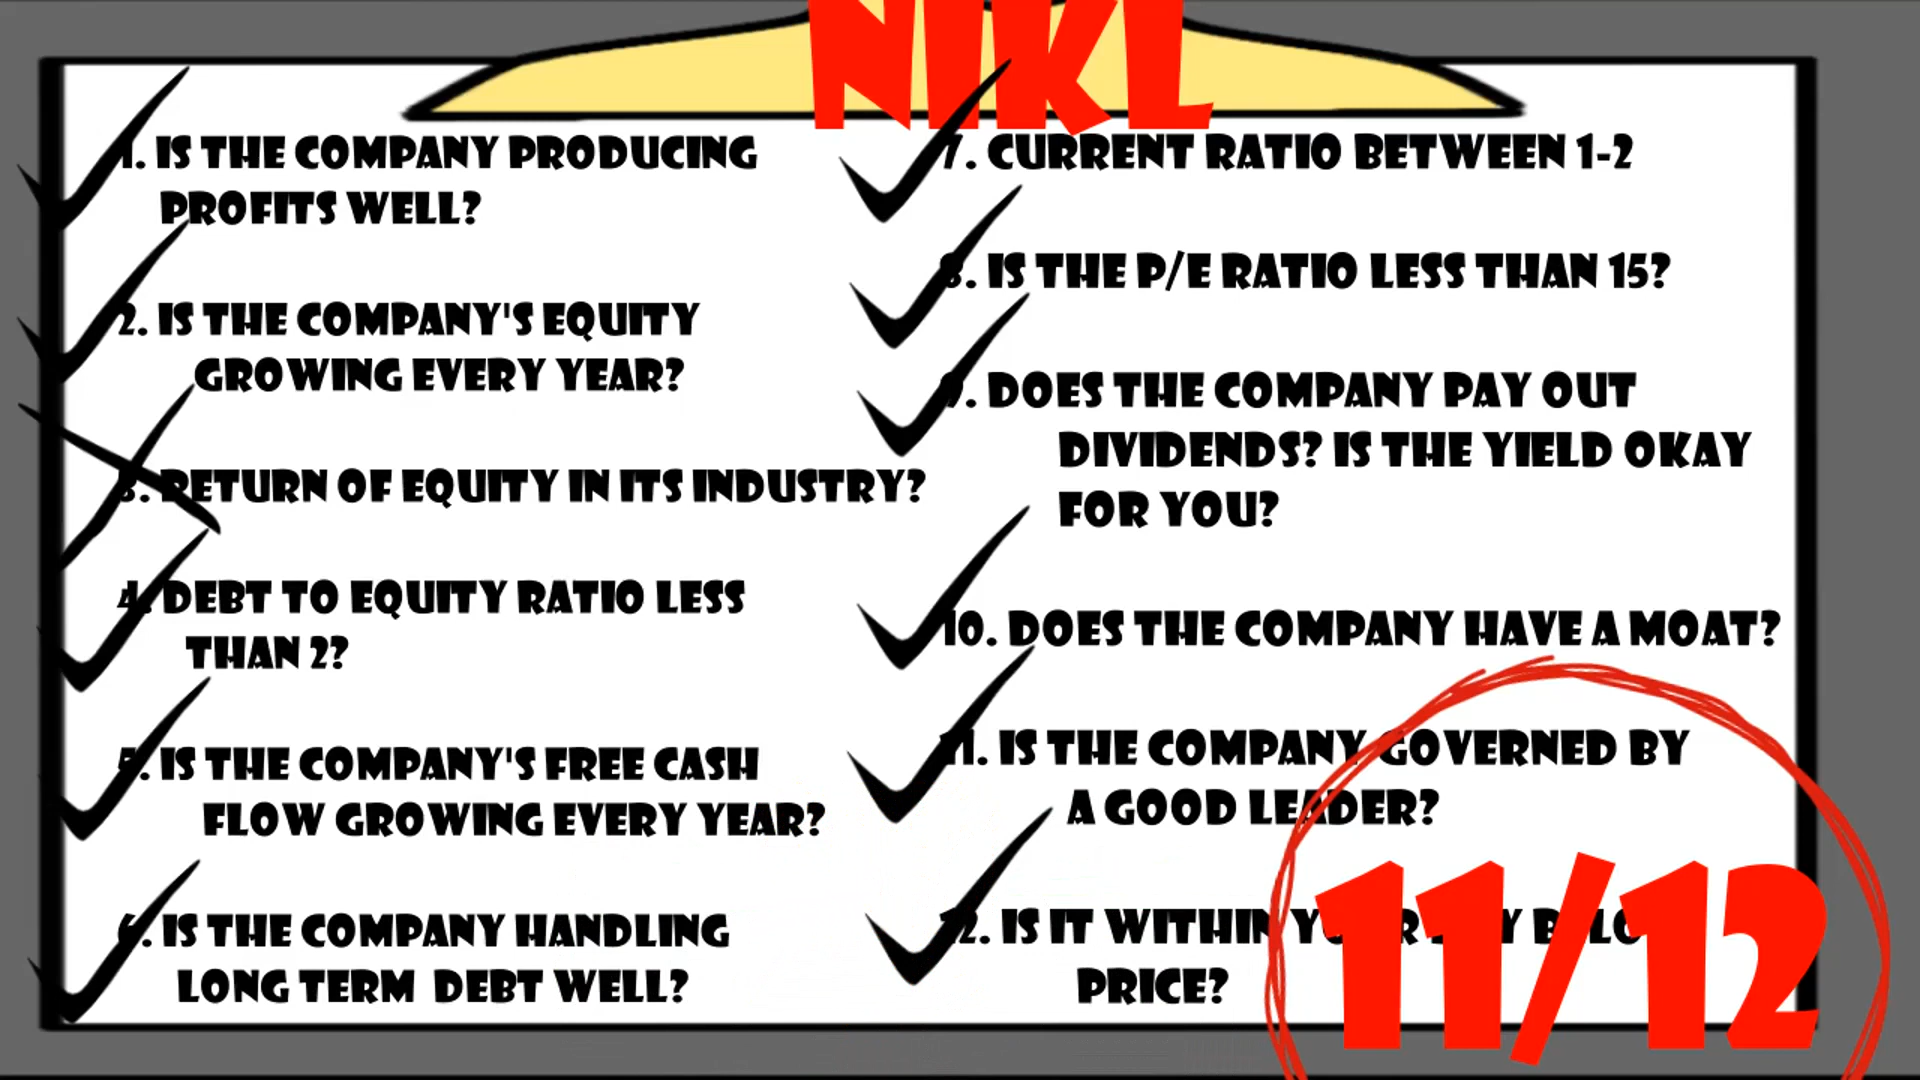 NIKL
1. IS THE COMPANY PRODUCING
PROFITS WELL?
2. IS THE COMPANY'S EQUITY
GROWING EVERY YEAR?
3. RETURN OF EQUITY IN ITS INDUSTRY?
4. DEBT TO EQUITY RATIO LESS
THAN 2?
5. IS THE COMPANY'S FREE CASH
FLOW GROWING EVERY YEAR?
6. IS THE COMPANY HANDLING
LONG TERM DEBT WELL?
7. CURRENT RATIO BETWEEN 1-2
8. IS THE P/E RATIO LESS THAN 15?
9. DOES THE COMPANY PAY OUT
DIVIDENDS? IS THE YIELD OKAY
FOR YOU?
10. DOES THE COMPANY HAVE A MOAT?
11. IS THE COMPANY GOVERNED BY
A GOOD LEADER?
12. IS IT WITHIN
PRICE?
11/12